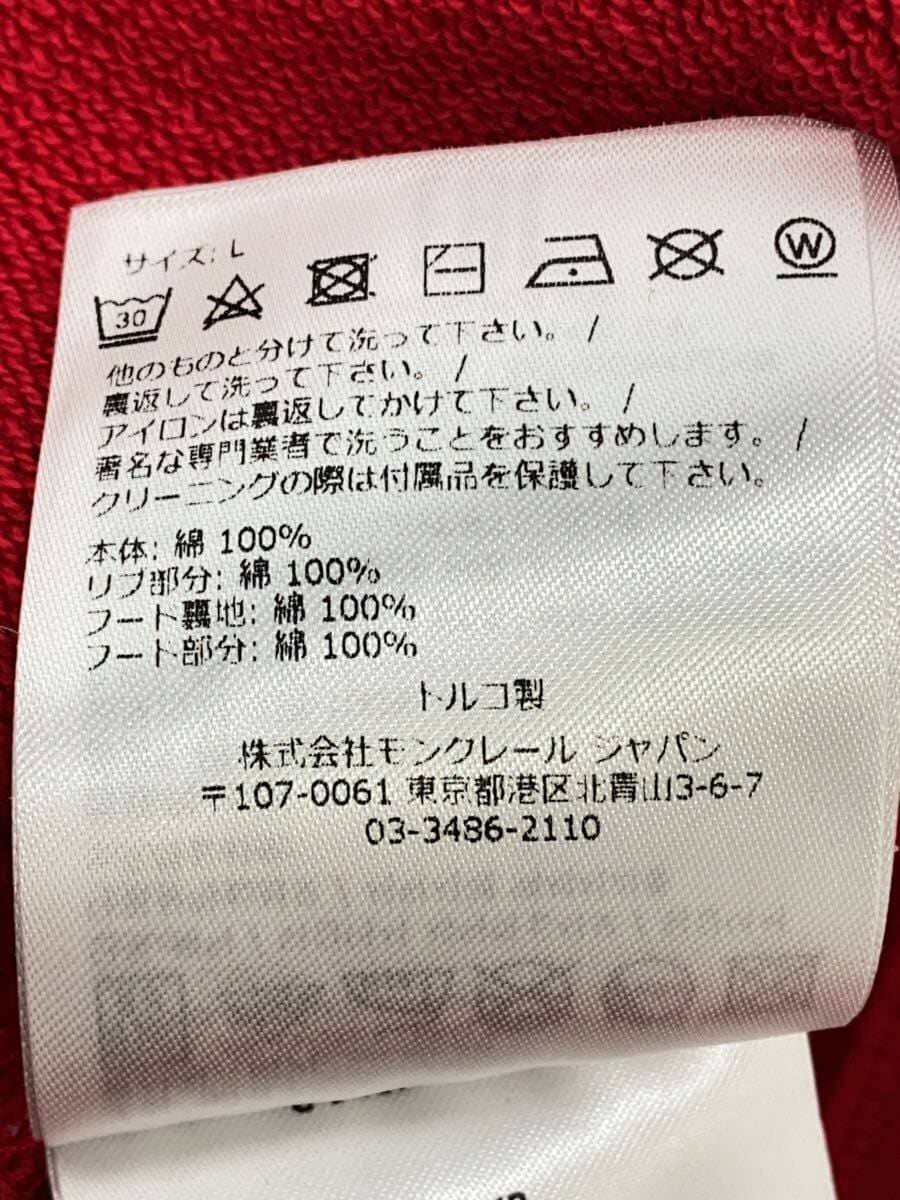 サイズ: L
30
W
他のものと分けて洗って下さい。 /
裏返して洗って下さい。 /
アイロンは裏返してかけて下さい。 /
著名な専門業者で洗うことをおすすめします。 /
クリーニングの際は付属品を保護して下さい。
本体: 綿 100%
リブ部分: 綿 100%
フード裏地: 綿 100%
フード部分: 綿 100%
トルコ製
株式会社モンクレール ジャパン
〒107-0061 東京都港区北青山3-6-7
03-3486-2110